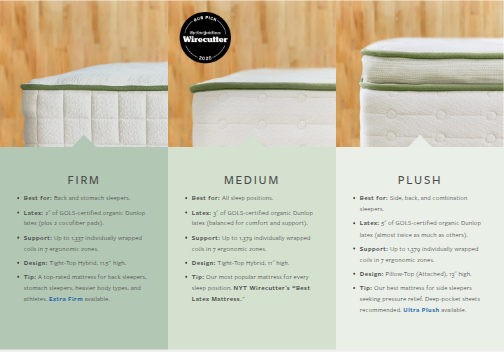 OUR PICK
The New York Times
Wirecutter
2025
FIRM
• Best for: Back and stomach sleepers.
• Latex: 2" of GOLS-certified organic Dunlop
latex (plus 2 cocofiber pads).
• Support: Up to 1,357 individually wrapped
coils in 7 ergonomic zones.
• Design: Tight-Top Hybrid, 11.5" high.
• Tip: A top-rated mattress for back sleepers,
stomach sleepers, heavier body types, and
athletes. Extra Firm available.
MEDIUM
• Best for: All sleep positions.
• Latex: 3" of GOLS-certified organic Dunlop
latex (balanced for comfort and support).
• Support: Up to 1,379 individually wrapped
coils in 7 ergonomic zones.
• Design: Tight-Top Hybrid, 11" high.
• Tip: Our most popular mattress for every
sleep position. NYT Wirecutter's "Best
Latex Mattress."
PLUSH
• Best for: Side, back, and combination
sleepers.
• Latex: 5" of GOLS-certified organic Dunlop
latex (almost twice as much as others).
• Support: Up to 1,379 individually wrapped
coils in 7 ergonomic zones.
• Design: Pillow-Top (Attached), 13" high.
• Tip: Our best mattress for side sleepers
seeking pressure relief. Deep-pocket sheets
recommended. Ultra Plush available.